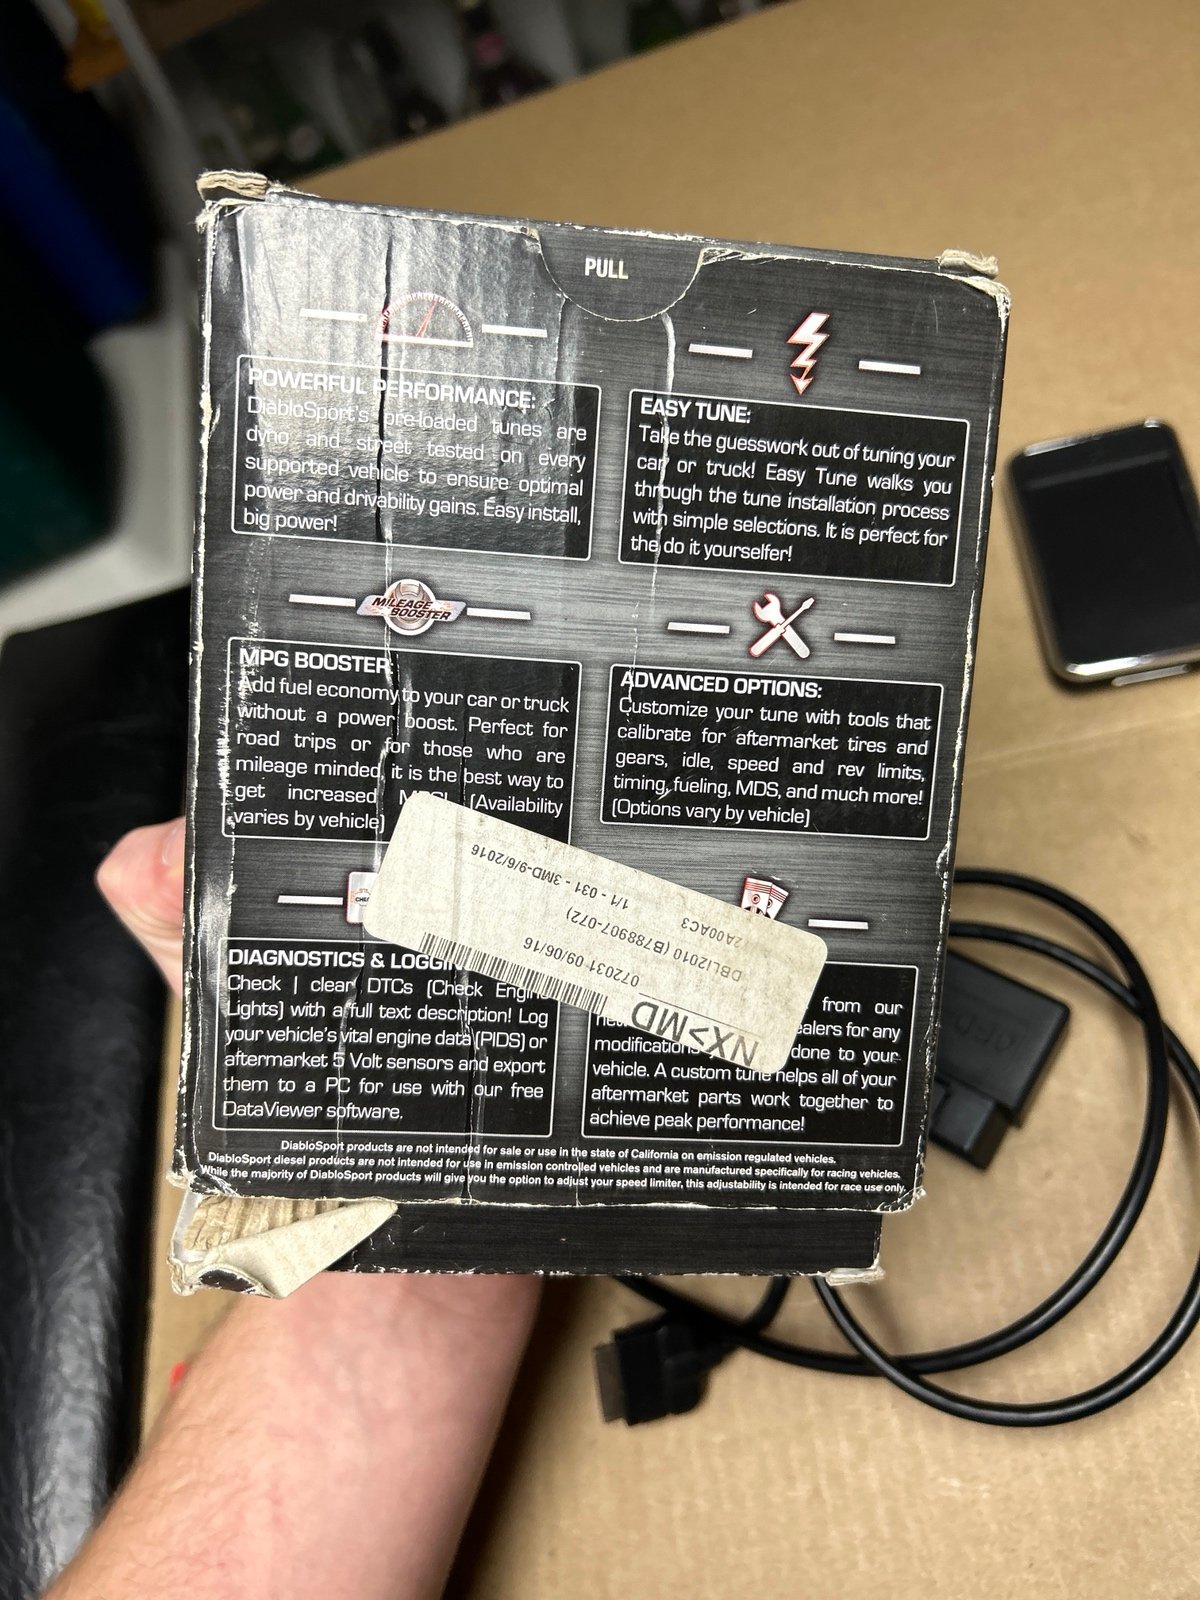 PULL
POWERFUL PERFORMANCE:
DiabloSport's pre-loaded tunes are
dyno and street tested on every
supported vehicle to ensure optimal
power and drivability gains. Easy install,
big power!
EASY TUNE:
Take the guesswork out of tuning your
car or truck! Easy Tune walks you
through the tune installation process
with simple selections. It is perfect for
the do it yourselfer!
MILEAGE
BOOSTER
MPG BOOSTER
Add fuel economy to your car or truck
without a power boost. Perfect for
road trips or for those who are
mileage minded, it is the best way to
get increased (Availability
varies by vehicle)
ADVANCED OPTIONS:
Customize your tune with tools that
calibrate for aftermarket tires and
gears, idle, speed and rev limits,
timing, fueling, MDS, and much more!
(Options vary by vehicle)
DIAGNOSTICS &
Check | clear DTCs (Check Engine
Lights) with a full text description! Log
your vehicle's vital engine data (PIDS) or
aftermarket 5 Volt sensors and export
them to a PC for use with our free
DataViewer software.
from our
for any
modifications done to your
vehicle. A custom tune helps all of your
aftermarket parts work together to
achieve peak performance!
NX>MD
072031 09/06/16
DBLI2010 (B788907-072)
1/1 - 031 - 3MD-9/6/2016
DiabloSport products are not intended for sale or use in the state of California on emission regulated vehicles.
DiabloSport diesel products are not intended for use in emission controlled vehicles and are manufactured specifically for racing vehicles.
While the majority of DiabloSport products will give you the option to adjust your speed limiter, this adjustability is intended for race use only.